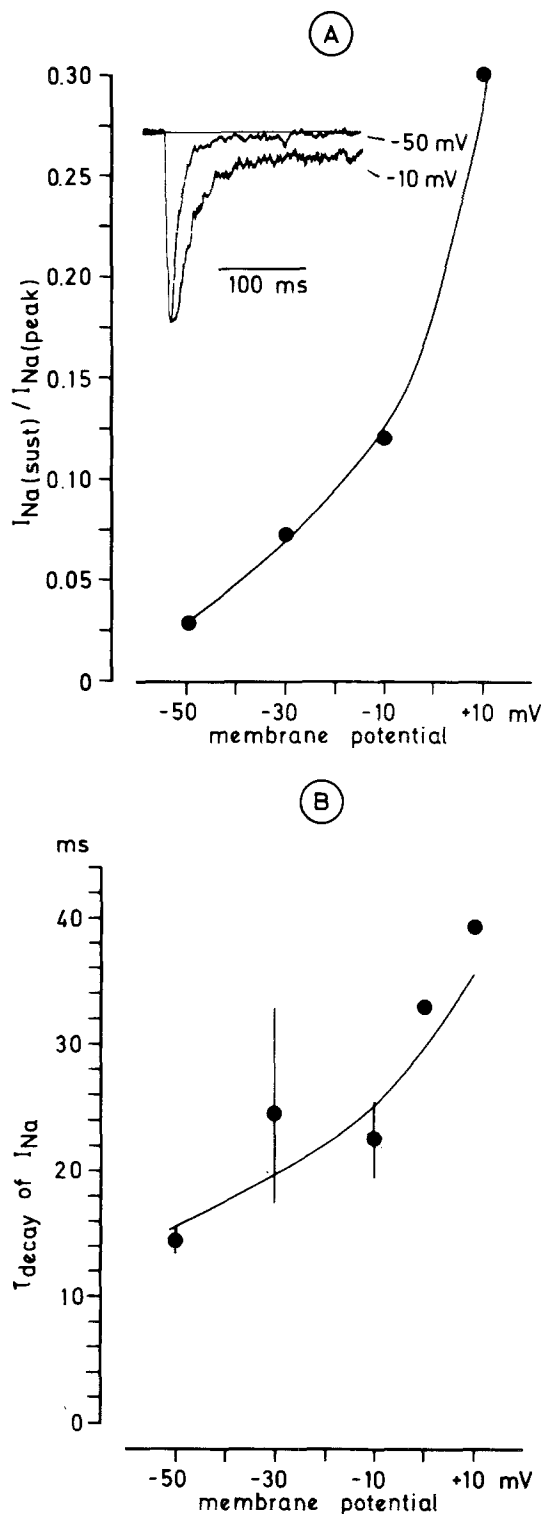 A
0.30
0.25
0.20
0.15
0.10
0.05
0
I Na(sust) / I Na(peak)
-50 mV
-10 mV
100 ms
-50 -30 -10 +10 mV
membrane potential
B
ms
40
30
20
10
0
τdecay of INa
-50 -30 -10 +10 mV
membrane potential